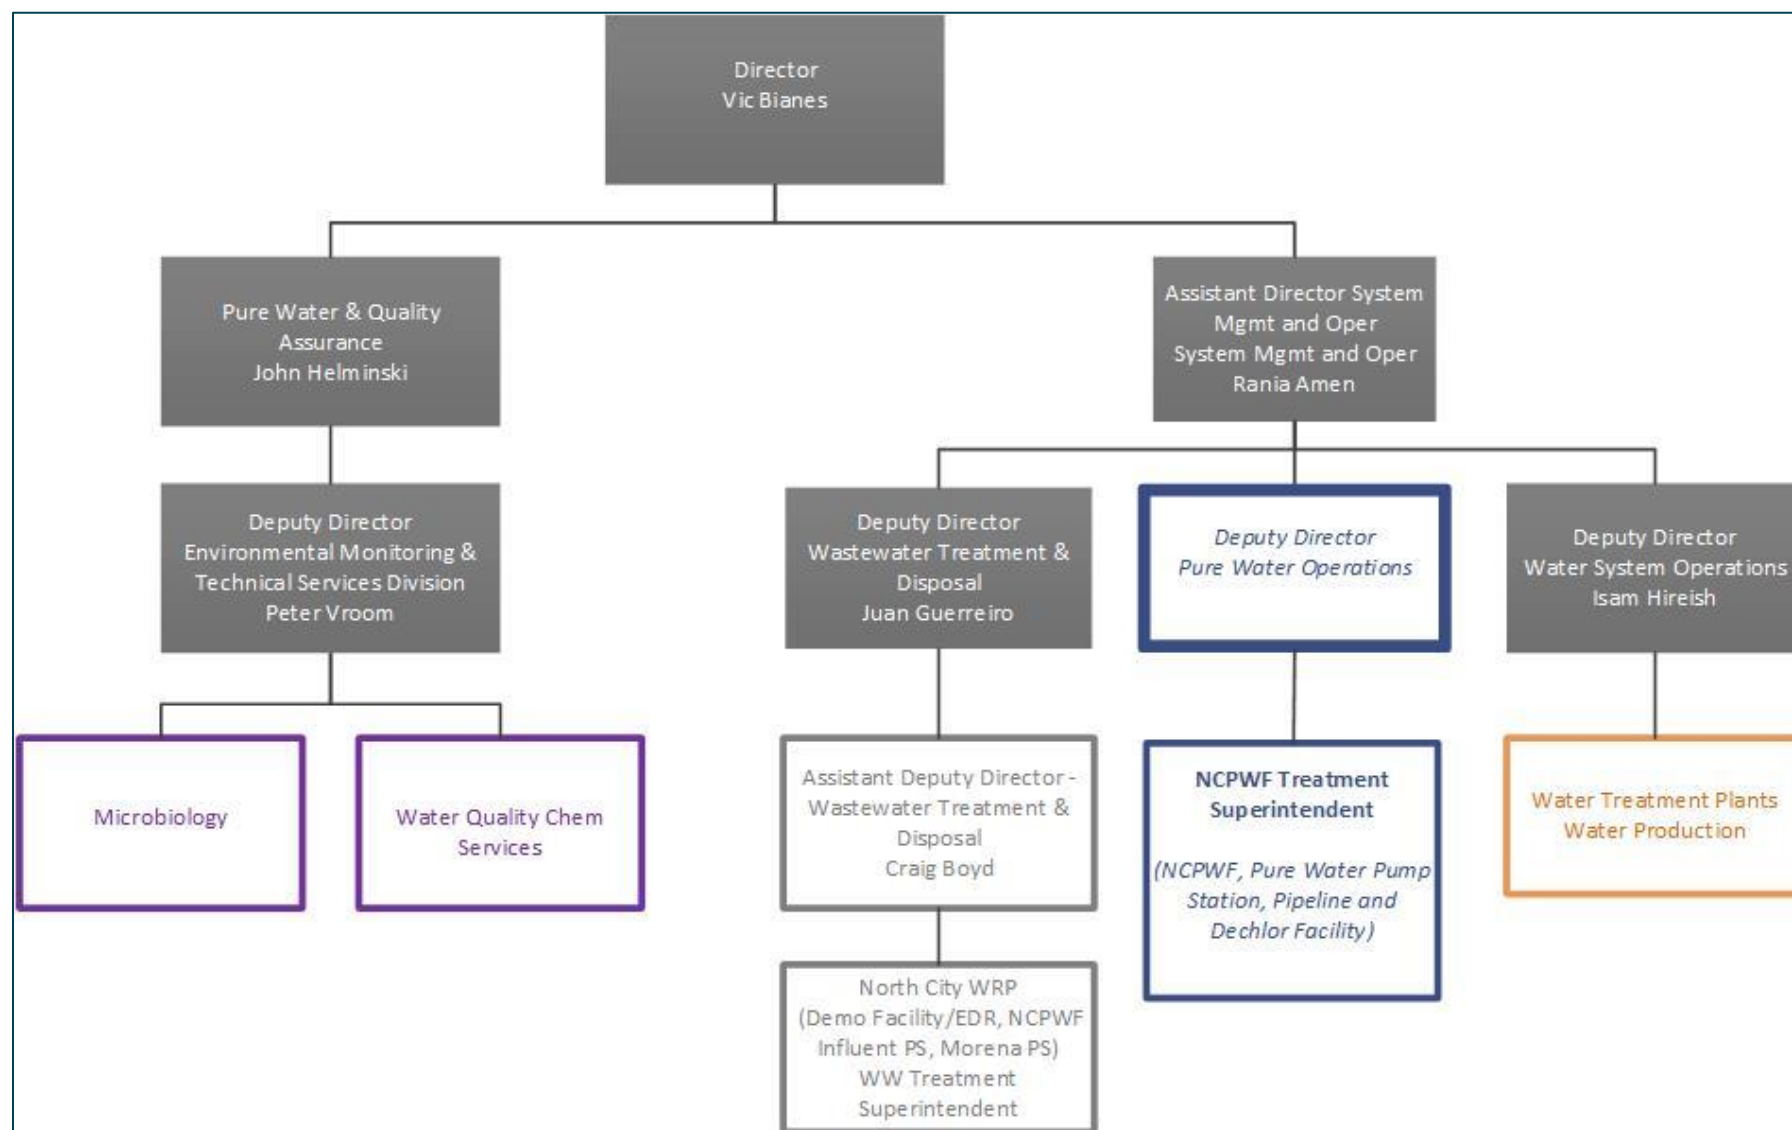 Director
Vic Bianes
Pure Water & Quality
Assurance
John Helminski
Assistant Director System
Mgmt and Oper
System Mgmt and Oper
Rania Amen
Deputy Director
Environmental Monitoring &
Technical Services Division
Peter Vroom
Deputy Director
Wastewater Treatment &
Disposal
Juan Guerreiro
Deputy Director
Pure Water Operations
Deputy Director
Water System Operations
Isam Hireish
Microbiology
Water Quality Chem
Services
Assistant Deputy Director -
Wastewater Treatment &
Disposal
Craig Boyd
NCPWF Treatment
Superintendent
(NCPWF, Pure Water Pump
Station, Pipeline and
Dechlor Facility)
Water Treatment Plants
Water Production
North City WRP
(Demo Facility/EDR, NCPWF
Influent PS, Morena PS)
WW Treatment
Superintendent